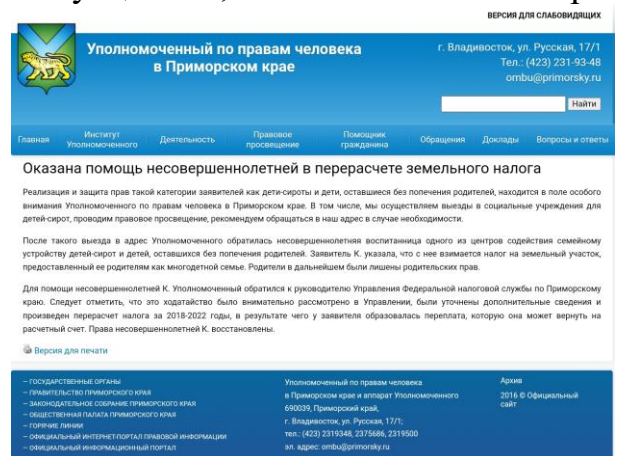 ВЕРСИЯ ДЛЯ СЛАБОВИДЯЩИХ
Уполномоченный по правам человека
в Приморском крае
г. Владивосток, ул. Русская, 17/1
Тел.: (423) 231-93-48
ombu@primorsky.ru
Найти
Главная Институт Уполномоченного Деятельность Правовое просвещение Помощник гражданина Обращения Доклады Вопросы и ответы
Оказана помощь несовершеннолетней в перерасчете земельного налога
Реализация и защита прав такой категории заявителей как дети-сироты и дети, оставшиеся без попечения родителей, находится в поле особого
внимания Уполномоченного по правам человека в Приморском крае. В том числе, мы осуществляем выезды в социальные учреждения для
детей-сирот, проводим правовое просвещение, рекомендуем обращаться в наш адрес в случае необходимости.
После такого выезда в адрес Уполномоченного обратилась несовершеннолетняя воспитанница одного из центров содействия семейному
устройству детей-сирот и детей, оставшихся без попечения родителей. Заявитель К. указала, что с нее взимается налог на земельный участок,
предоставленный ее родителям как многодетной семье. Родители в дальнейшем были лишены родительских прав.
Для помощи несовершеннолетней К. Уполномоченный обратился к руководителю Управления Федеральной налоговой службы по Приморскому
краю. Следует отметить, что это ходатайство было внимательно рассмотрено в Управлении, были уточнены дополнительные сведения и
произведен перерасчет налога за 2018-2022 годы, в результате чего у заявителя образовалась переплата, которую она может вернуть на
расчетный счет. Права несовершеннолетней К. восстановлены.
Версия для печати
– ГОСУДАРСТВЕННЫЕ ОРГАНЫ
– ПРАВИТЕЛЬСТВО ПРИМОРСКОГО КРАЯ
– ЗАКОНОДАТЕЛЬНОЕ СОБРАНИЕ ПРИМОРСКОГО КРАЯ
– ОБЩЕСТВЕННАЯ ПАЛАТА ПРИМОРСКОГО КРАЯ
– ГОРЯЧИЕ ЛИНИИ
– ОФИЦИАЛЬНЫЙ ИНТЕРНЕТ-ПОРТАЛ ПРАВОВОЙ ИНФОРМАЦИИ
– ОФИЦИАЛЬНЫЙ ИНФОРМАЦИОННЫЙ ПОРТАЛ
Уполномоченный по правам человека
в Приморском крае и аппарат Уполномоченного
690039, Приморский край,
г. Владивосток, ул. Русская, 17/1;
тел.: (423) 2319348, 2375686, 2319500
эл. адрес: ombu@primorsky.ru
Архив
2016 © Официальный
сайт